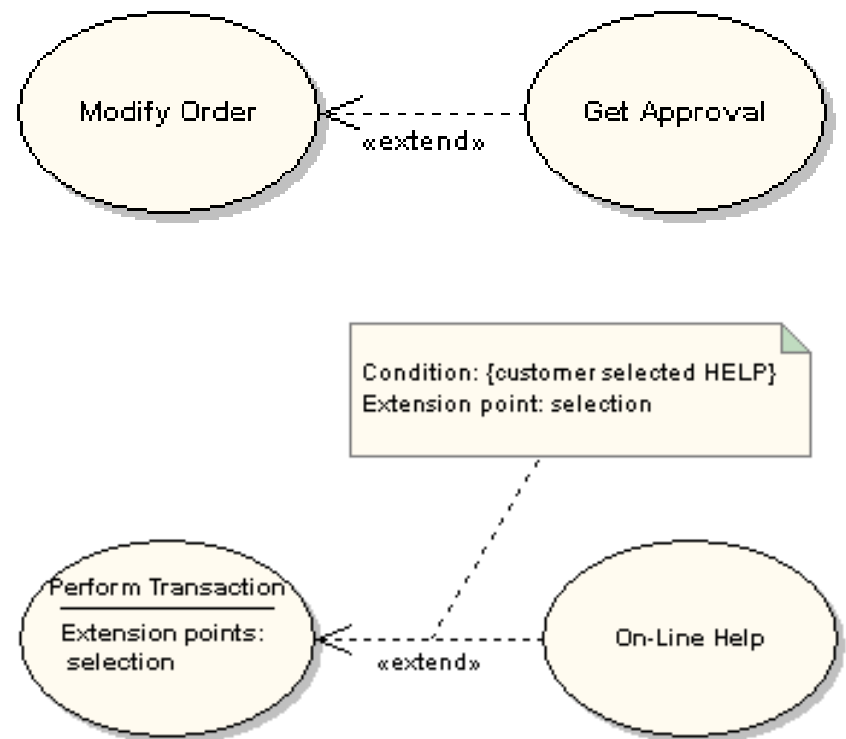 Modify Order
Get Approval
«extend»
Condition: {customer selected HELP}
Extension point: selection
Perform Transaction
Extension points:
selection
On-Line Help
«extend»